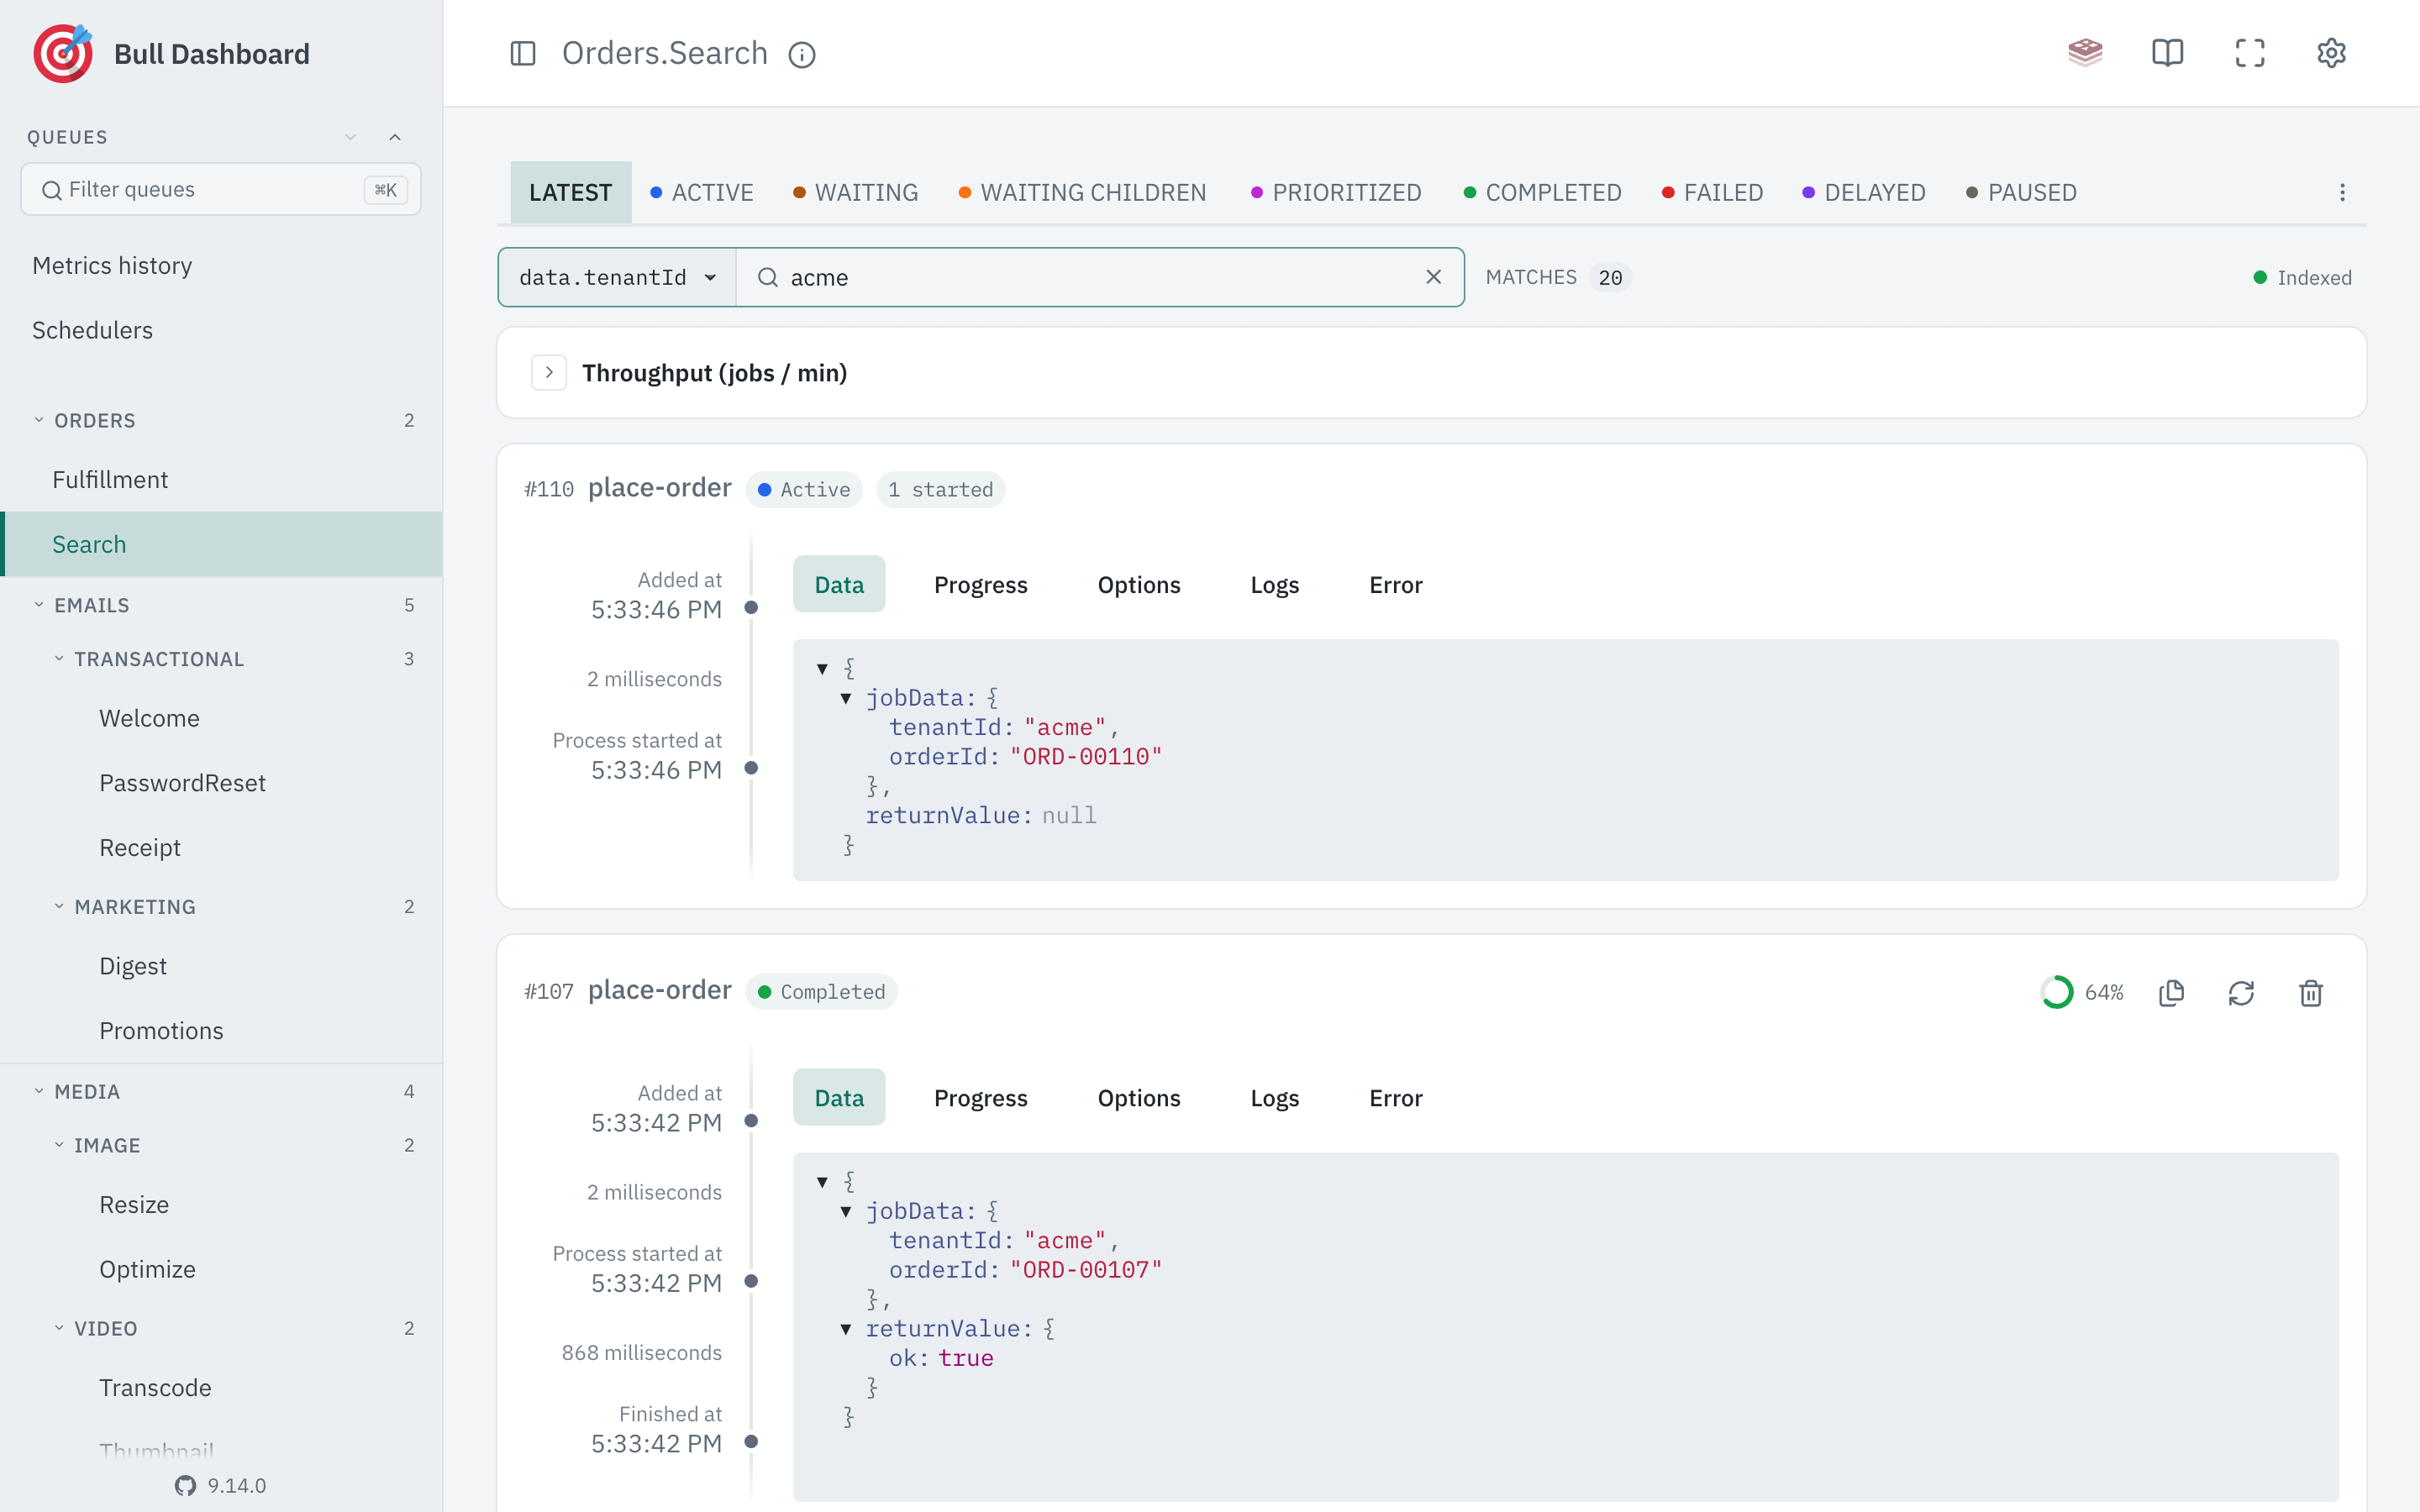 Bull Dashboard
QUEUES
Filter queues ⌘K
Metrics history
Schedulers
ORDERS 2
Fulfillment
Search
EMAILS 5
TRANSACTIONAL 3
Welcome
PasswordReset
Receipt
MARKETING 2
Digest
Promotions
MEDIA 4
IMAGE 2
Resize
Optimize
VIDEO 2
Transcode
Thumbnail
9.14.0
Orders.Search
LATEST ACTIVE WAITING WAITING CHILDREN PRIORITIZED COMPLETED FAILED DELAYED PAUSED
data.tenantId acme MATCHES 20 Indexed
Throughput (jobs / min)
#110 place-order Active 1 started
Added at
5:33:46 PM
2 milliseconds
Process started at
5:33:46 PM
Data Progress Options Logs Error
{
jobData: {
tenantId: "acme",
orderId: "ORD-00110"
},
returnValue: null
}
#107 place-order Completed 64%
Added at
5:33:42 PM
2 milliseconds
Process started at
5:33:42 PM
868 milliseconds
Finished at
5:33:42 PM
Data Progress Options Logs Error
{
jobData: {
tenantId: "acme",
orderId: "ORD-00107"
},
returnValue: {
ok: true
}
}